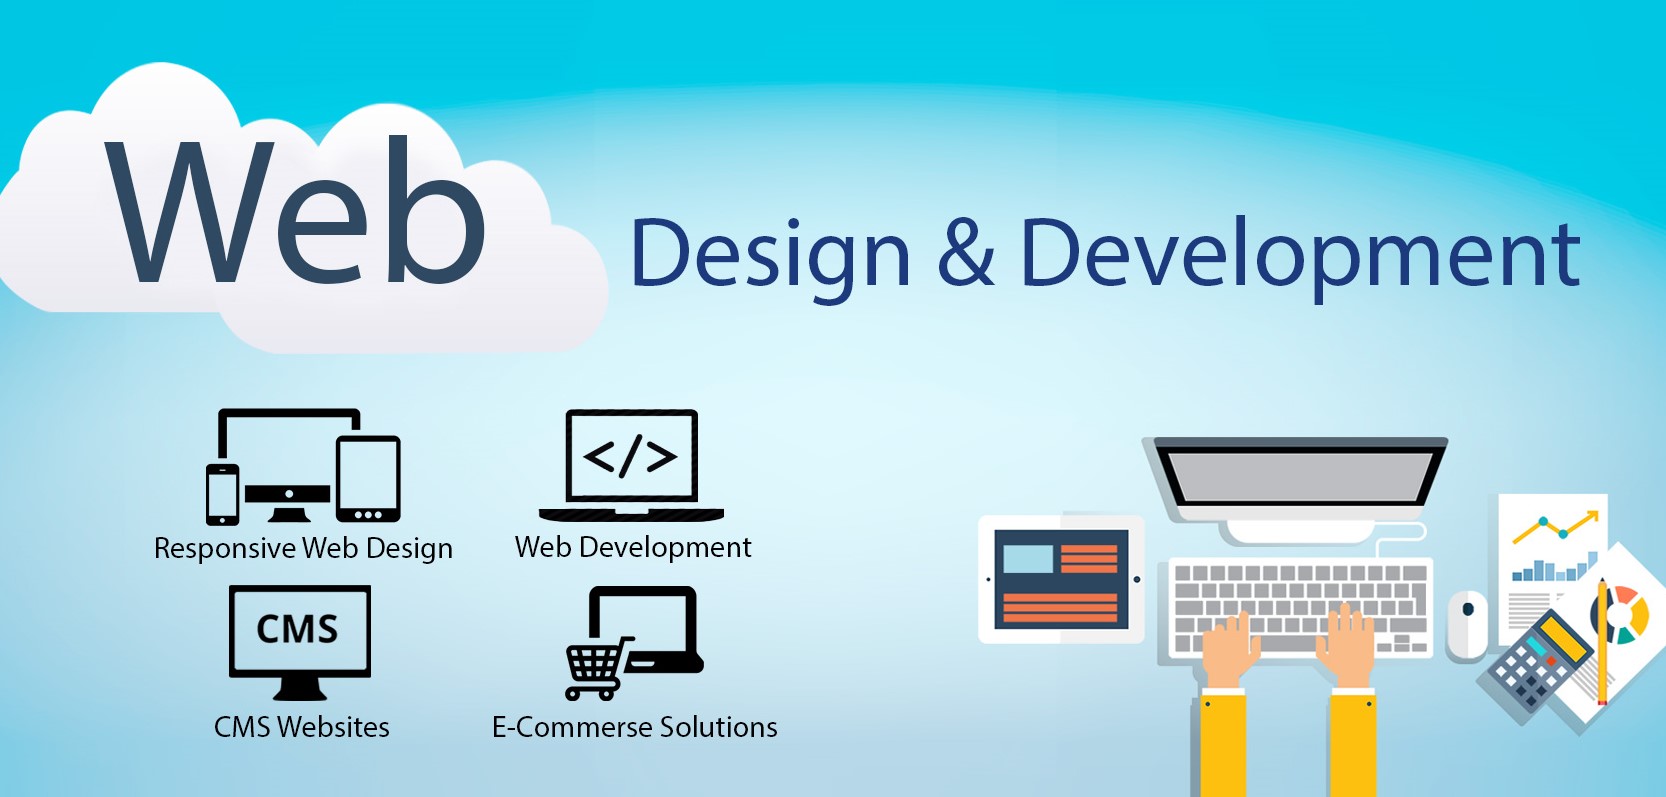 Web
Design & Development
Responsive Web Design
</>
Web Development
CMS
CMS Websites
E-Commerse Solutions